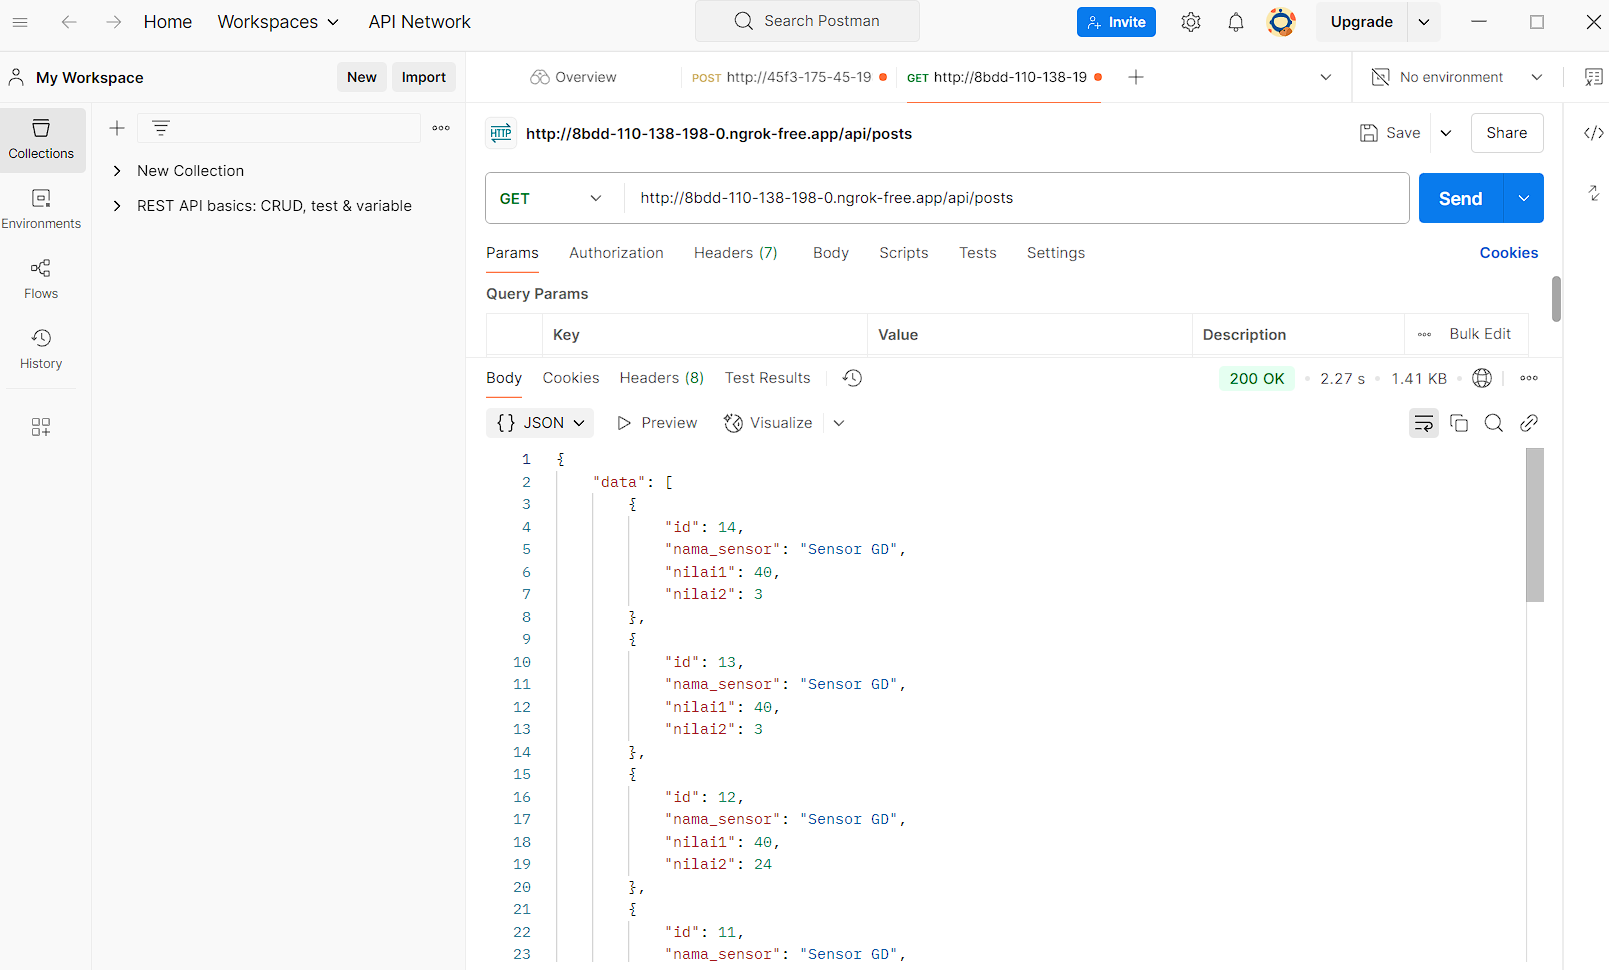 Home Workspaces API Network Search Postman Invite Upgrade
My Workspace New Import Overview POST http://45f3-175-45-19 GET http://8bdd-110-138-19 No environment
Collections
Environments
Flows
History
New Collection
REST API basics: CRUD, test & variable
HTTP http://8bdd-110-138-198-0.ngrok-free.app/api/posts Save Share
GET http://8bdd-110-138-198-0.ngrok-free.app/api/posts Send
Params Authorization Headers (7) Body Scripts Tests Settings Cookies
Query Params
Key Value Description Bulk Edit
Body Cookies Headers (8) Test Results 200 OK 2.27 s 1.41 KB
{} JSON Preview Visualize
1 {
2 "data": [
3 {
4 "id": 14,
5 "nama_sensor": "Sensor GD",
6 "nilai1": 40,
7 "nilai2": 3
8 },
9 {
10 "id": 13,
11 "nama_sensor": "Sensor GD",
12 "nilai1": 40,
13 "nilai2": 3
14 },
15 {
16 "id": 12,
17 "nama_sensor": "Sensor GD",
18 "nilai1": 40,
19 "nilai2": 24
20 },
21 {
22 "id": 11,
23 "nama_sensor": "Sensor GD",